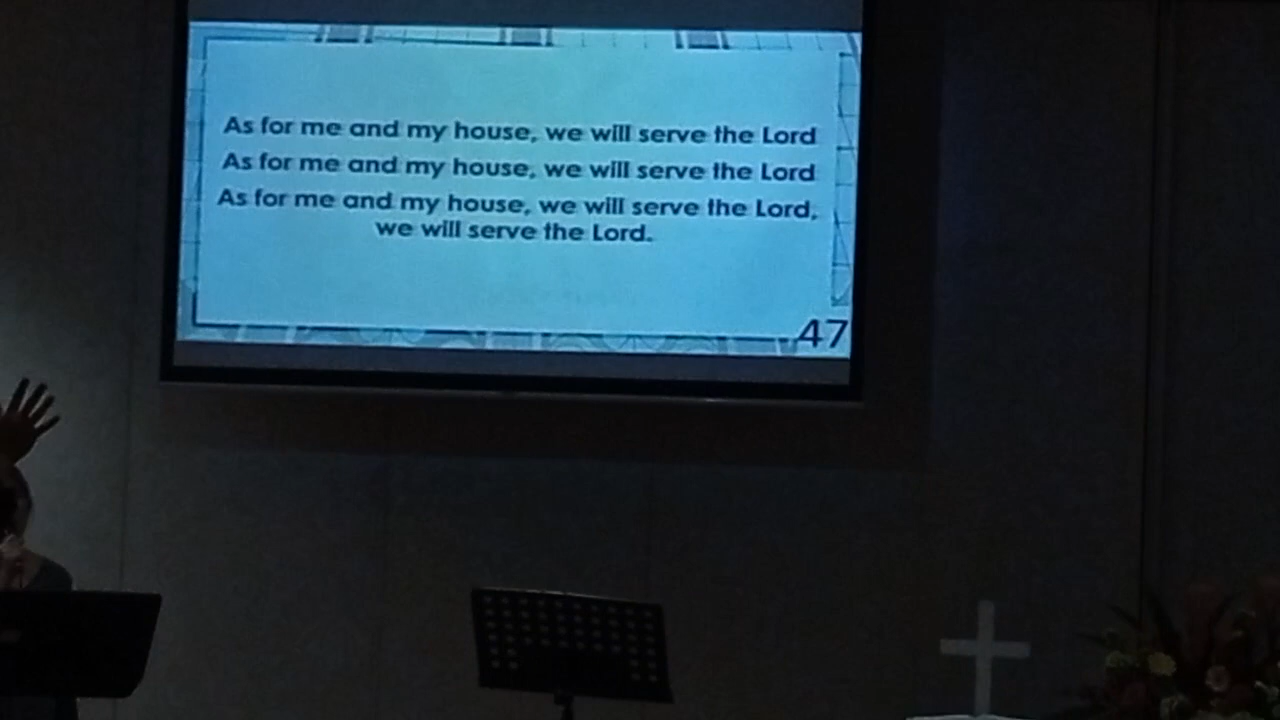 As for me and my house, we will serve the Lord
As for me and my house, we will serve the Lord
As for me and my house, we will serve the Lord,
we will serve the Lord.
47